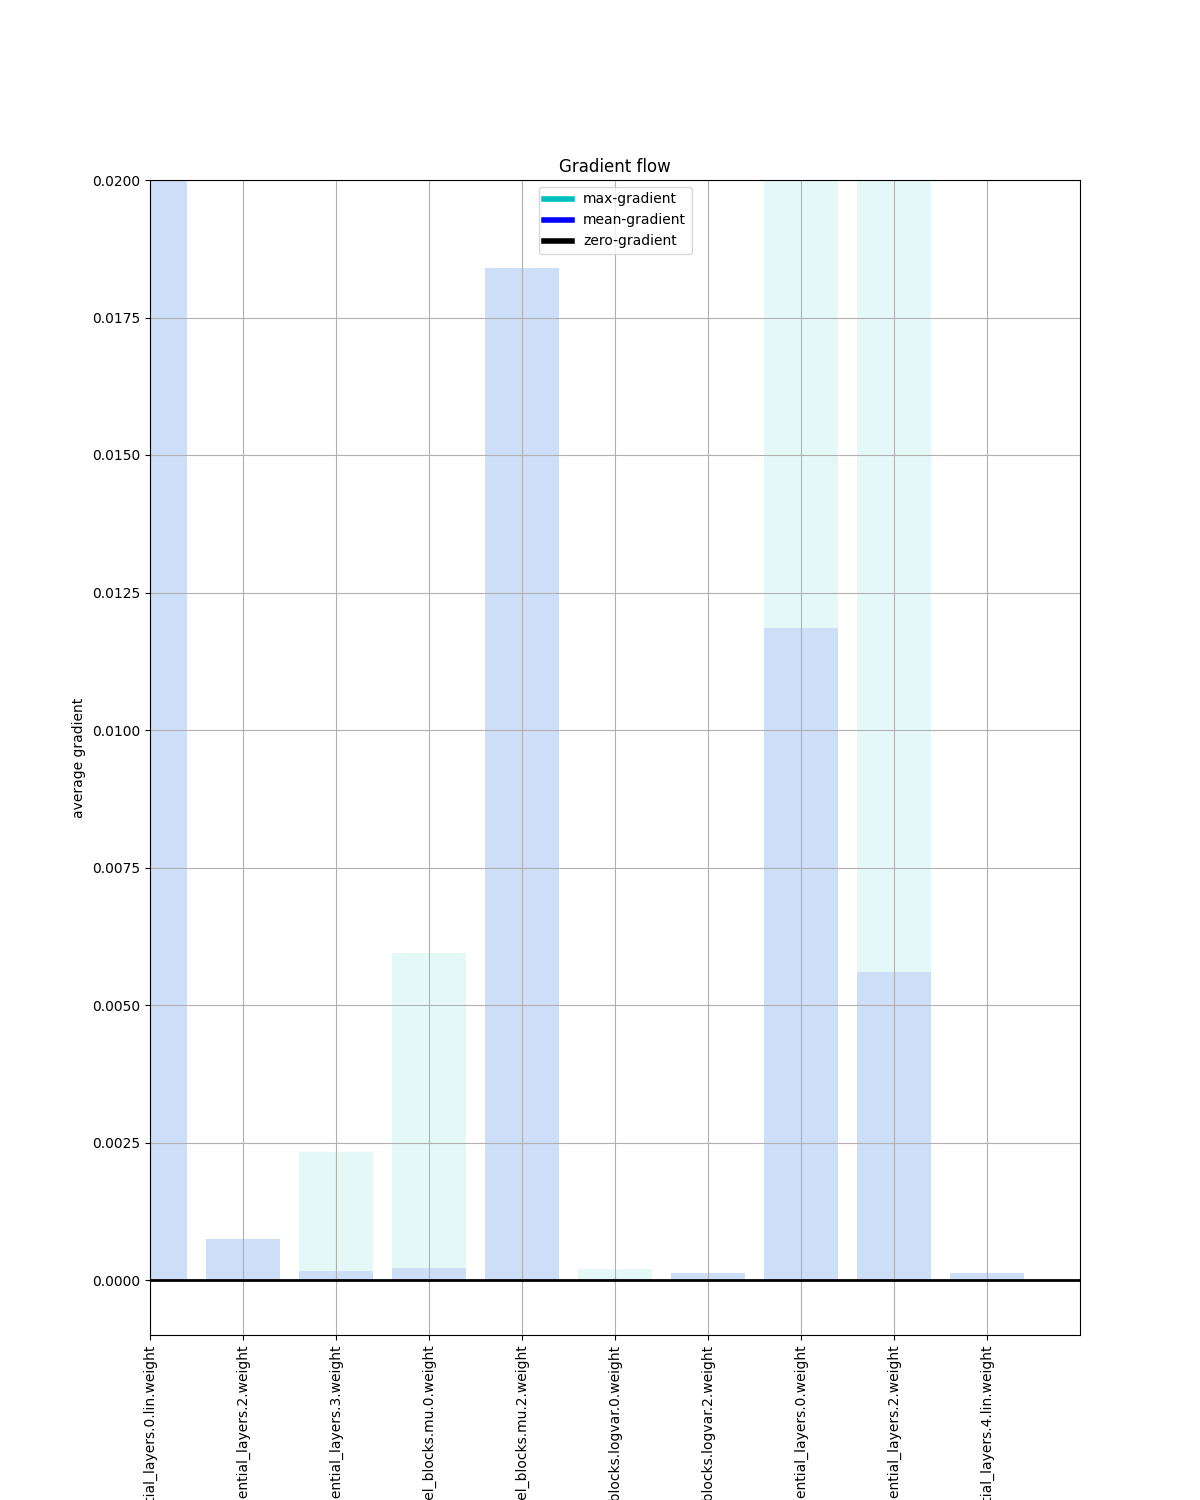 Gradient flow
max-gradient
mean-gradient
zero-gradient
average gradient
0.0200
0.0175
0.0150
0.0125
0.0100
0.0075
0.0050
0.0025
0.0000
tial_layers.0.lin.weight
ential_layers.2.weight
ential_layers.3.weight
el_blocks.mu.0.weight
el_blocks.mu.2.weight
blocks.logvar.0.weight
blocks.logvar.2.weight
ential_layers.0.weight
ential_layers.2.weight
tial_layers.4.lin.weight